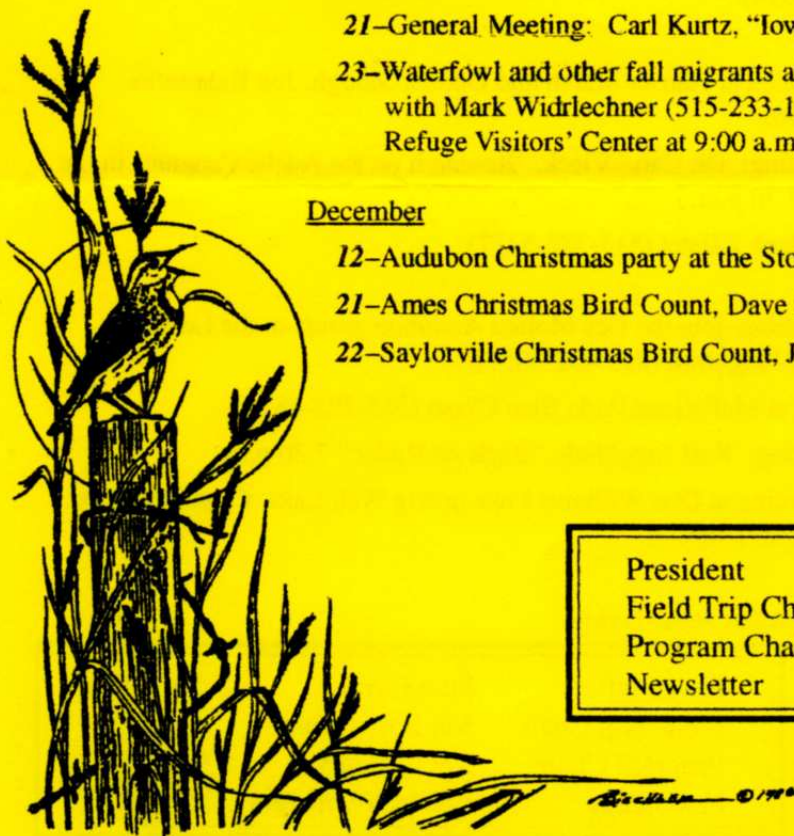 21–General Meeting: Carl Kurtz, “Iow
23–Waterfowl and other fall migrants a
with Mark Widrlechner (515-233-1
Refuge Visitors' Center at 9:00 a.m
December
12–Audubon Christmas party at the Sto
21–Ames Christmas Bird Count, Dave
22–Saylorville Christmas Bird Count, J
President
Field Trip Ch
Program Cha
Newsletter